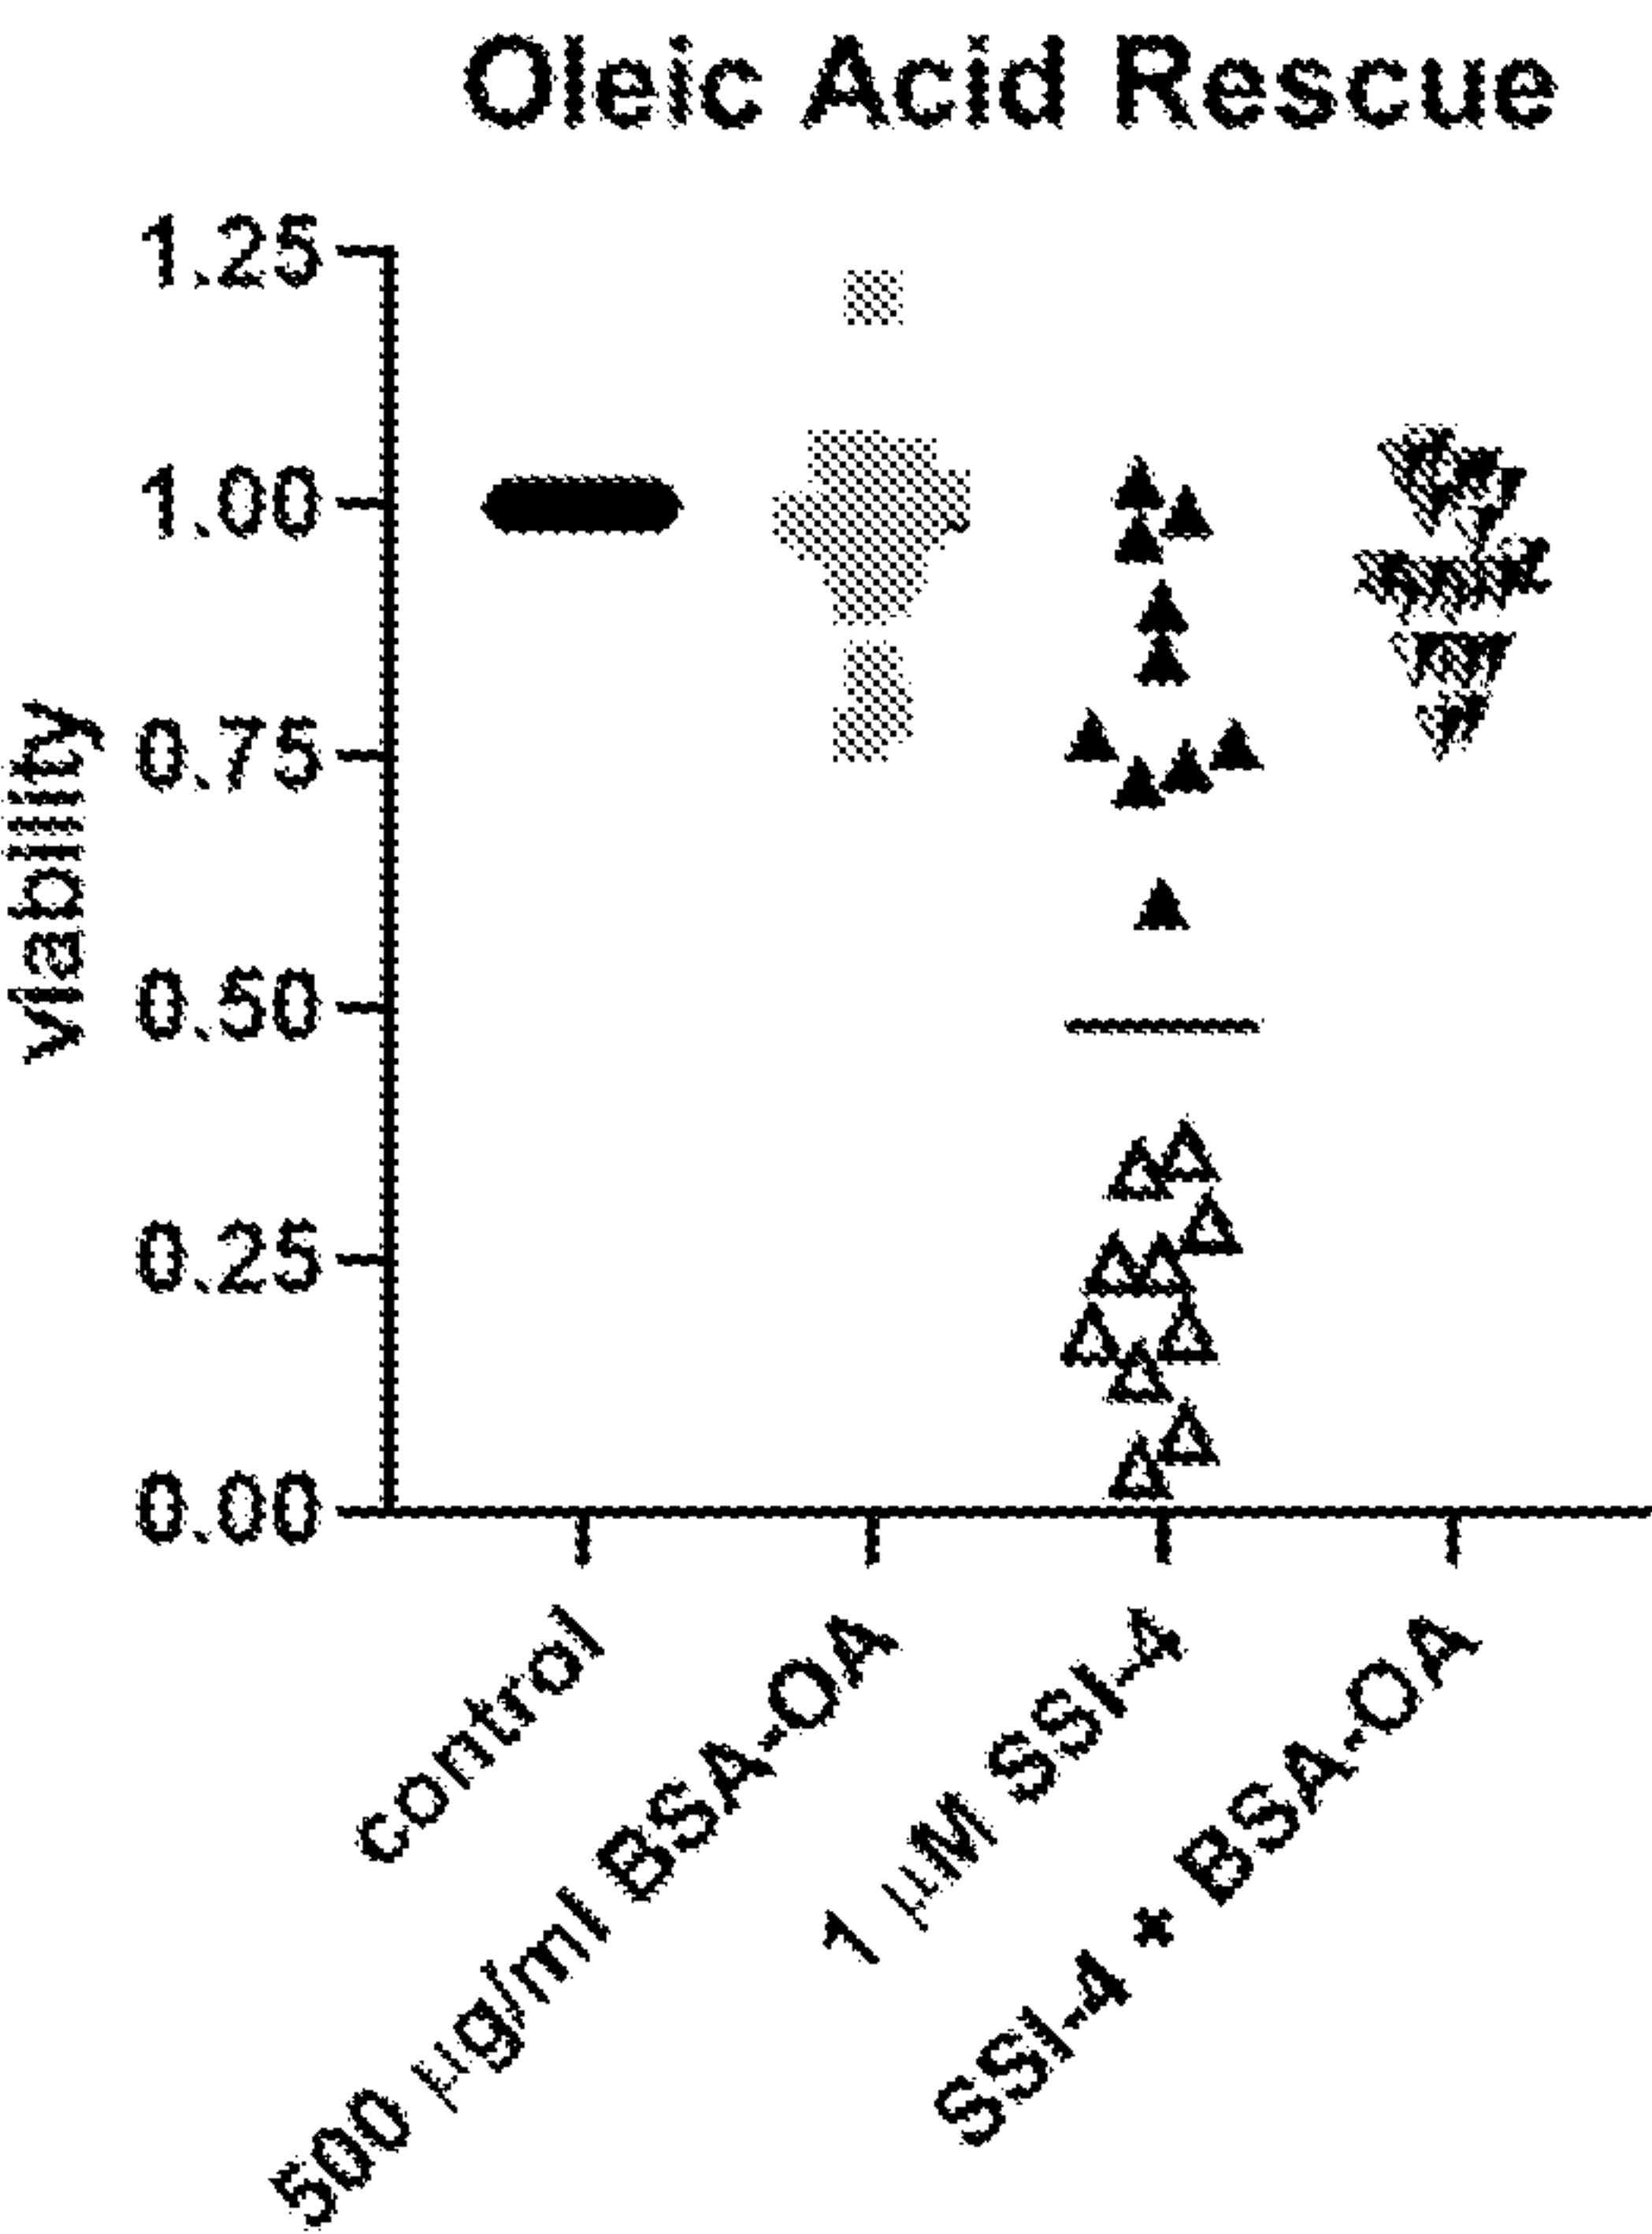 Oleic Acid Rescue
viability
1.25
1.00
0.75
0.50
0.25
0.00
control
500 µg/ml BSA-OA
1 µM SSI-4
SSI-4 + BSA-OA